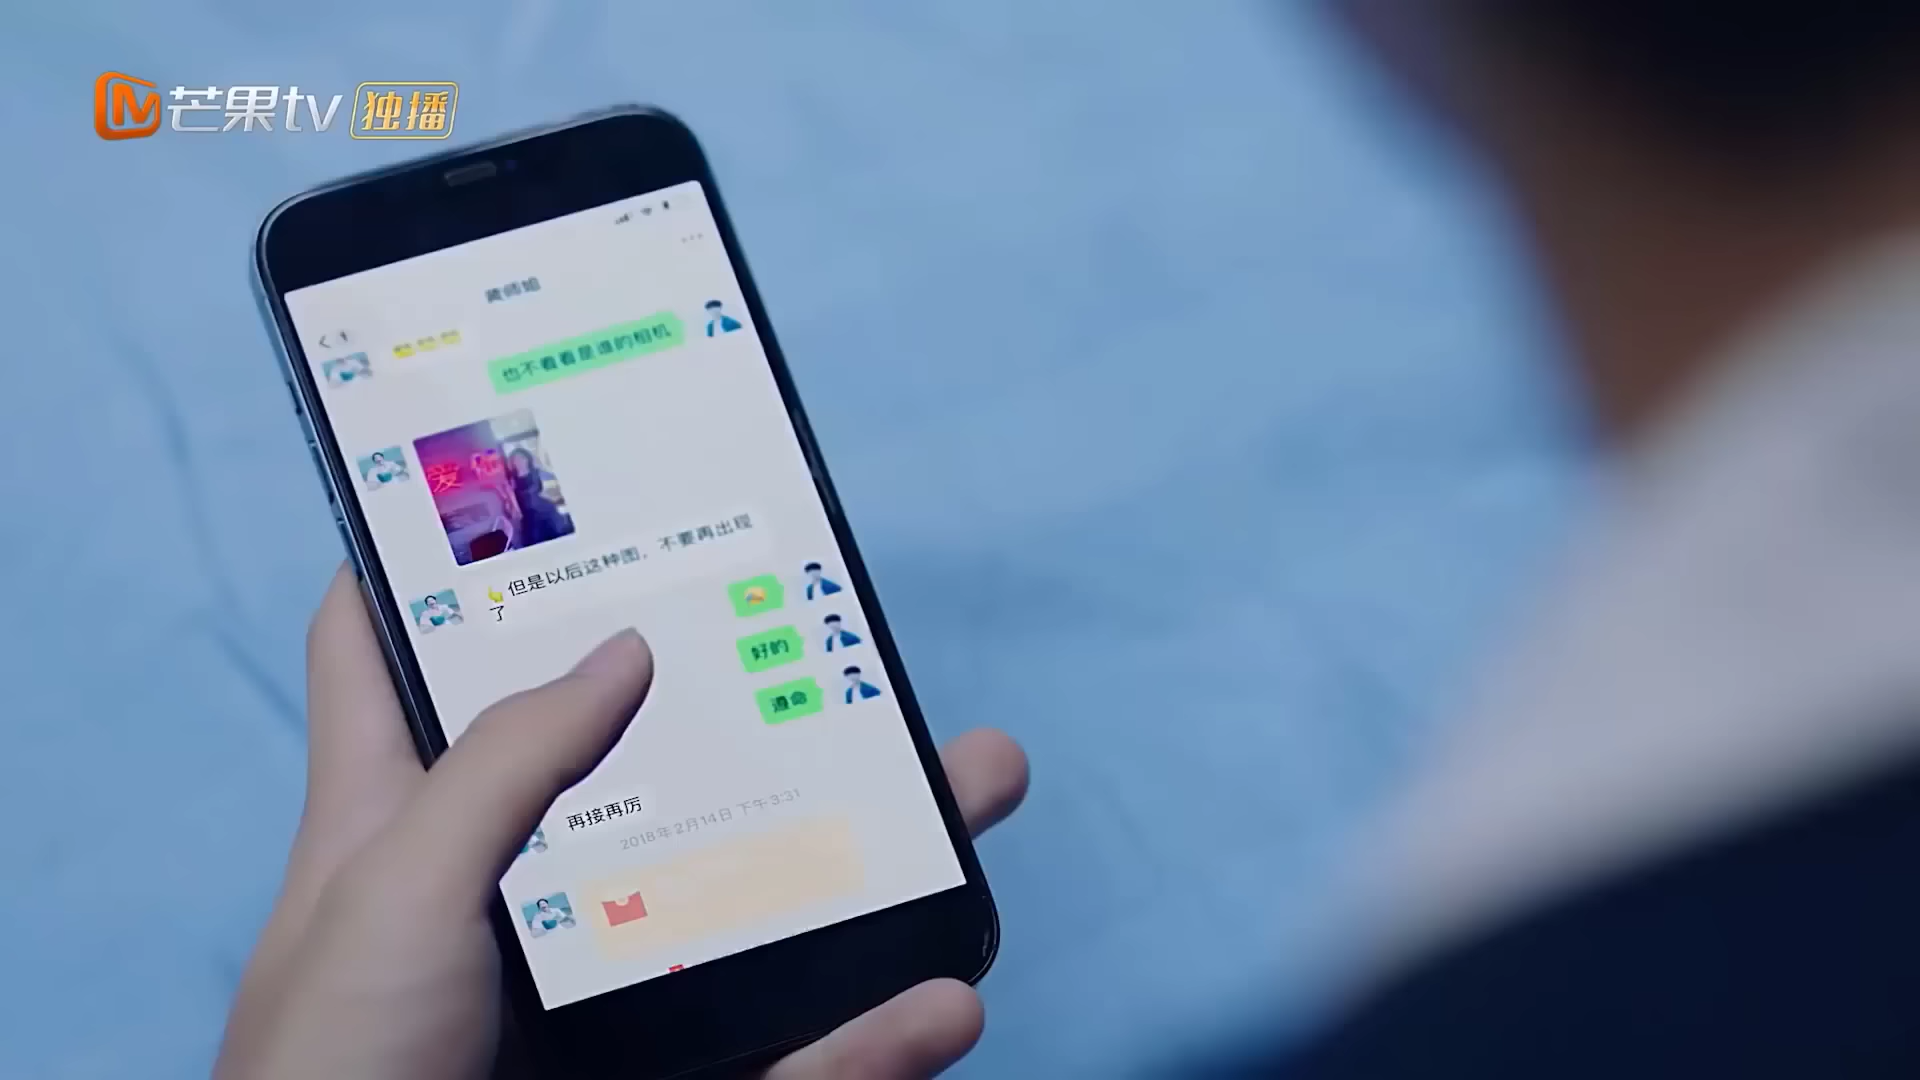 芒果tv 独播
黄师姐
1
也不看看是谁的相机
爱你
但是以后这种图，不要再出现
了
好的
遵命
再接再厉
2018年2月14日 下午3:31